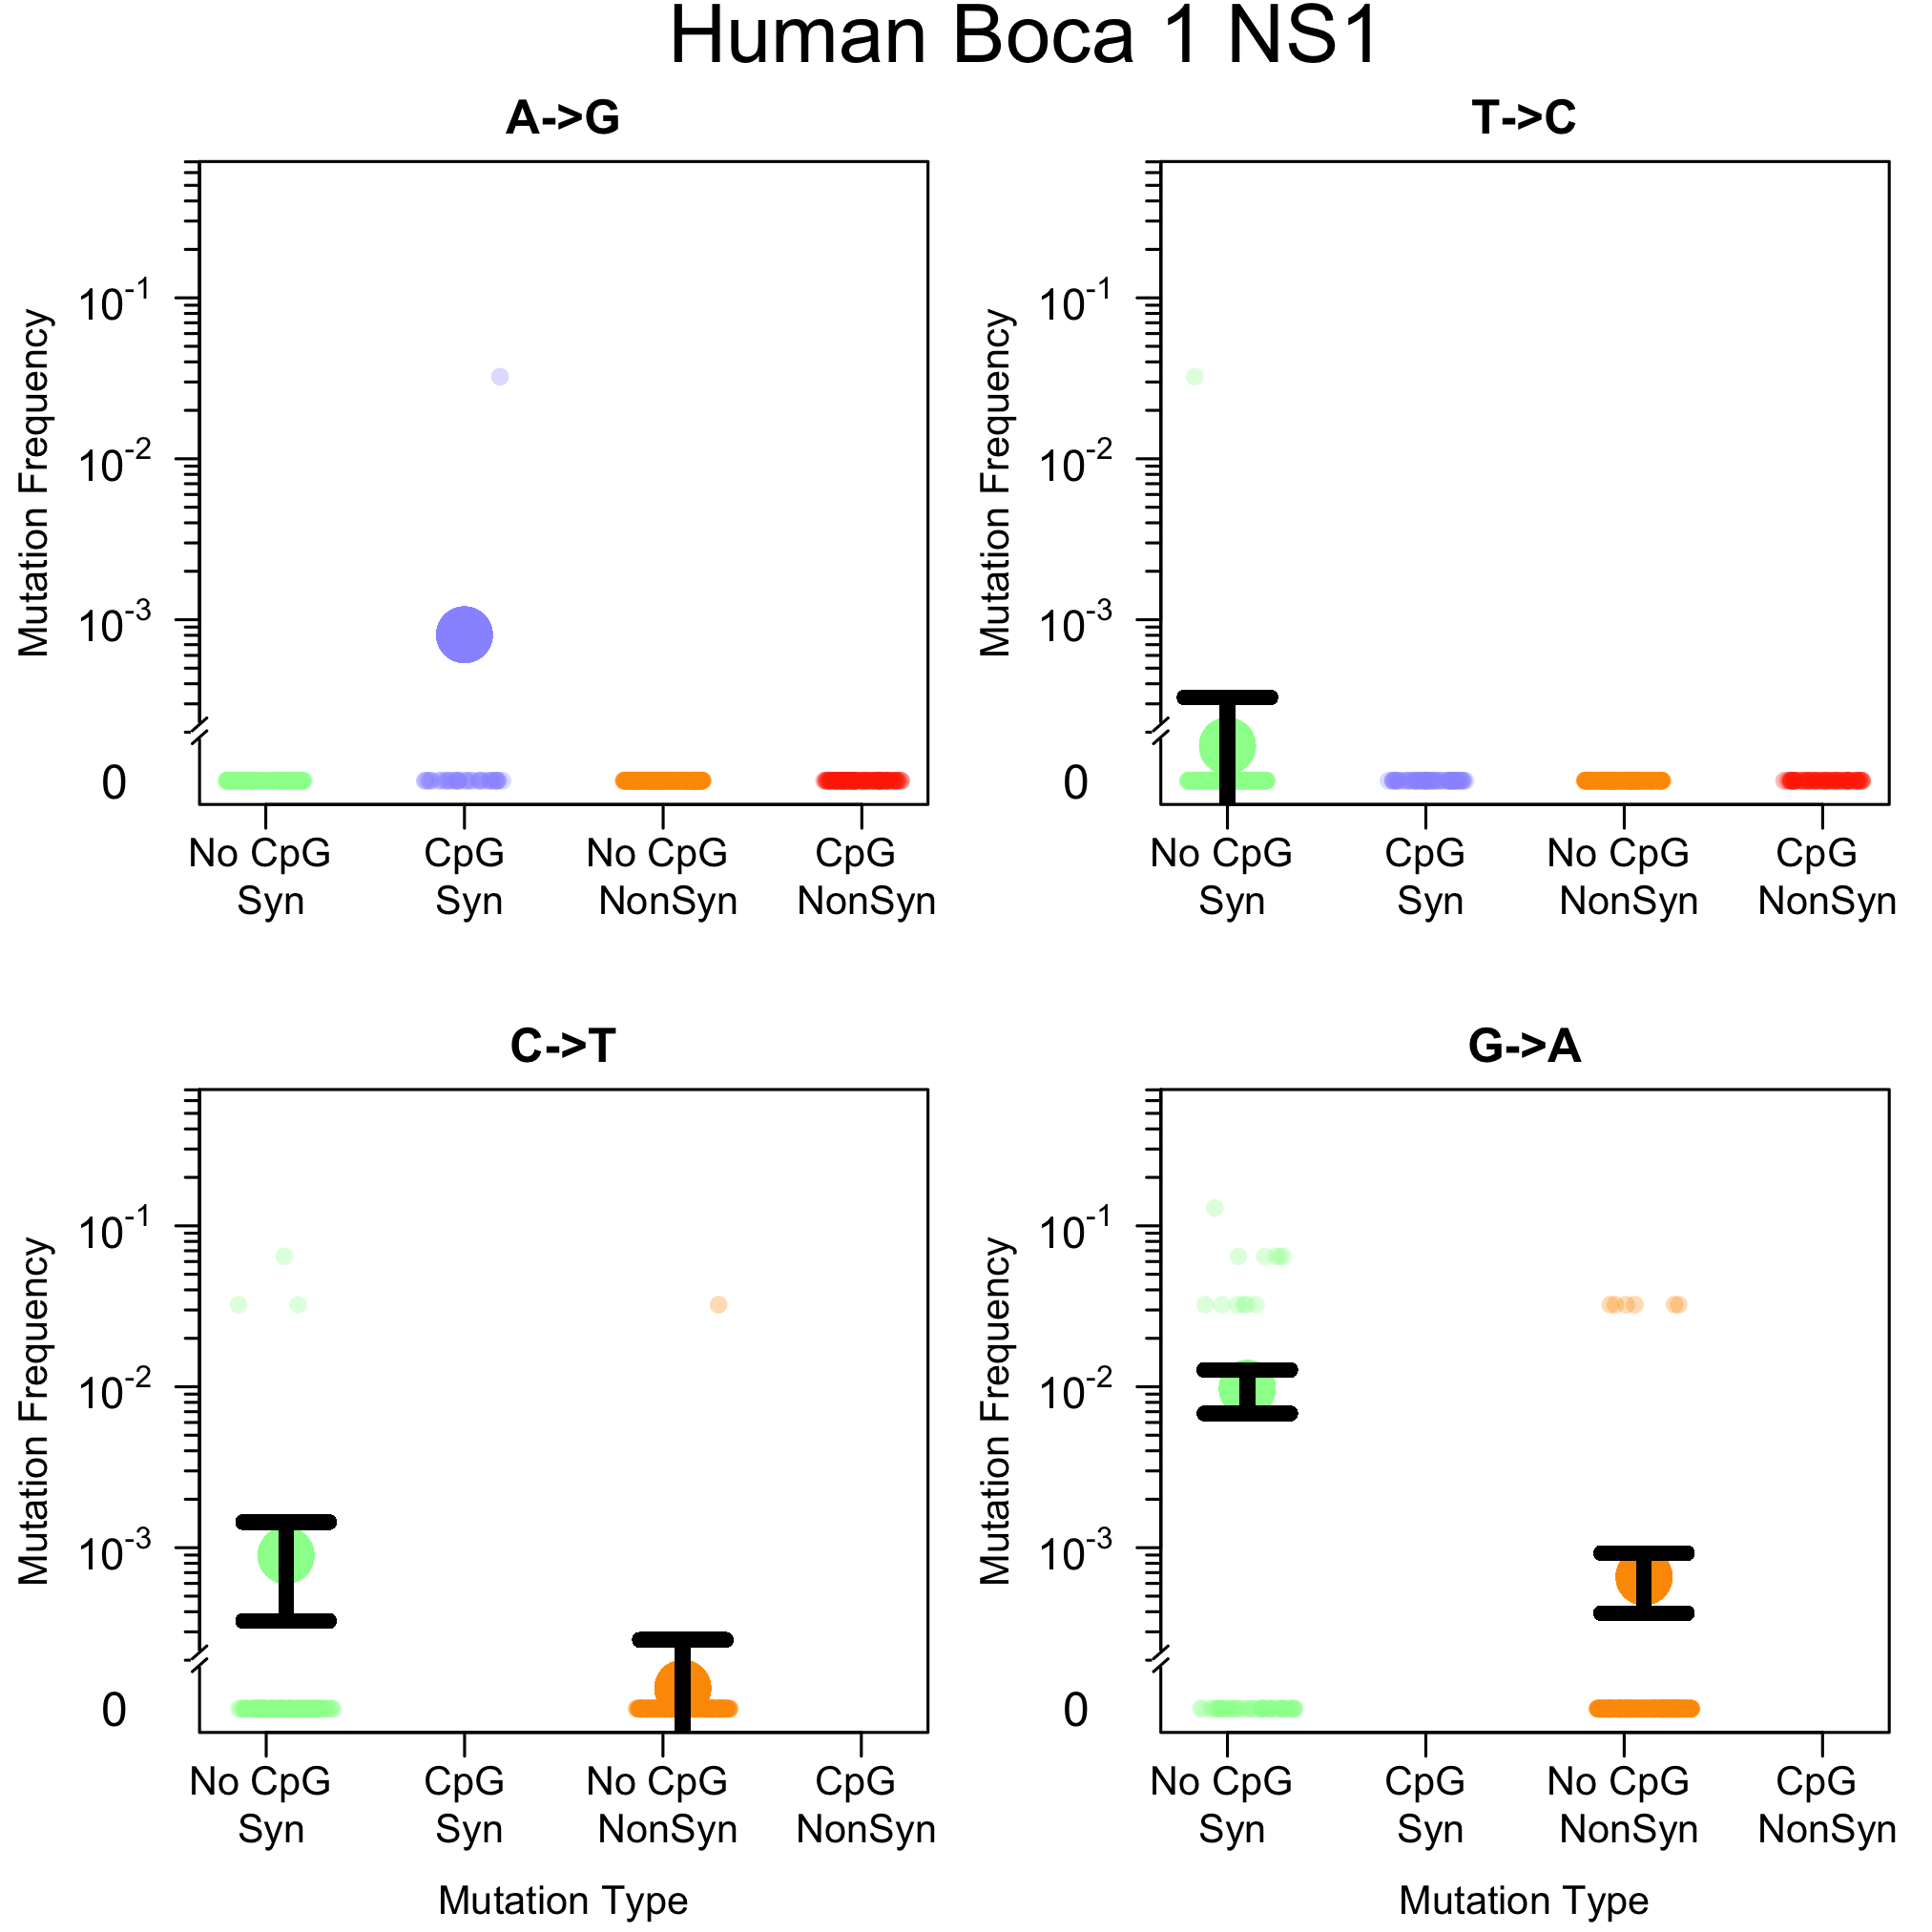 Human Boca 1 NS1
A->G
Mutation Frequency
10-1
10-2
10-3
0
No CpG CpG No CpG CpG
Syn Syn NonSyn NonSyn
T->C
Mutation Frequency
10-1
10-2
10-3
0
No CpG CpG No CpG CpG
Syn Syn NonSyn NonSyn
C->T
Mutation Frequency
10-1
10-2
10-3
0
No CpG CpG No CpG CpG
Syn Syn NonSyn NonSyn
Mutation Type
G->A
Mutation Frequency
10-1
10-2
10-3
0
No CpG CpG No CpG CpG
Syn Syn NonSyn NonSyn
Mutation Type